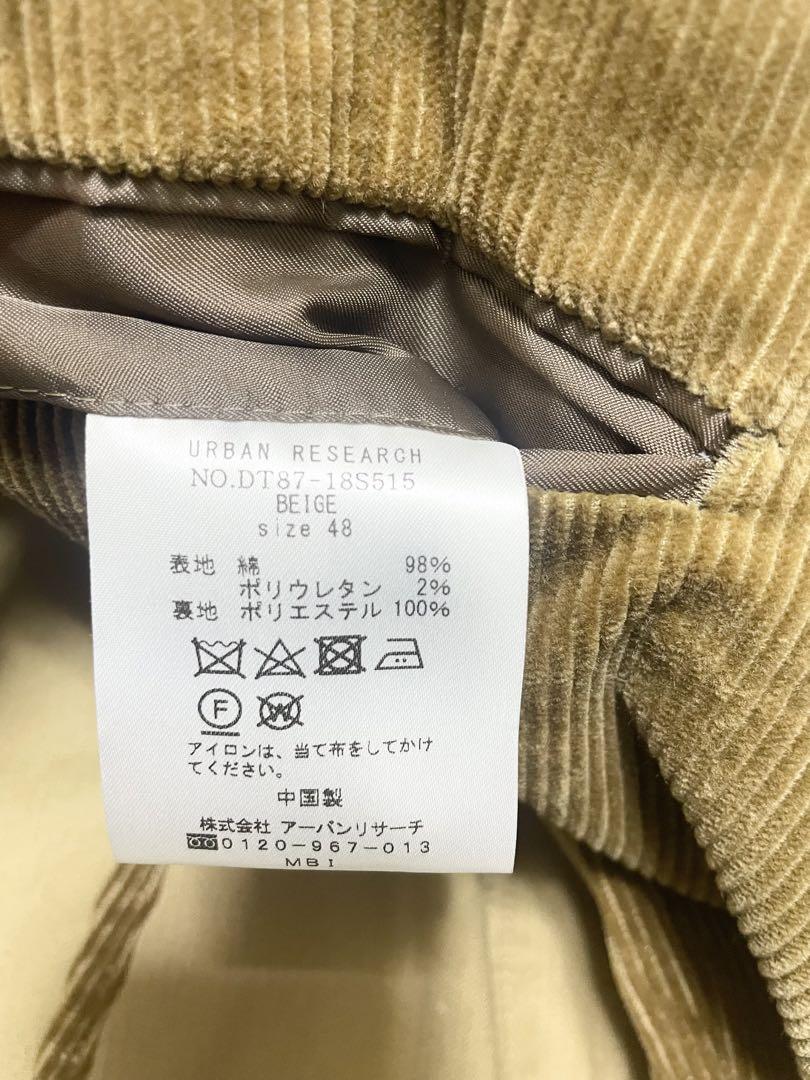 URBAN RESEARCH
NO.DT87-18S515
BEIGE
size 48
表地 綿 98%
ポリウレタン 2%
裏地 ポリエステル 100%
F W
アイロンは、当て布をしてかけ
てください。
中国製
株式会社 アーバンリサーチ
0120-967-013
MBI